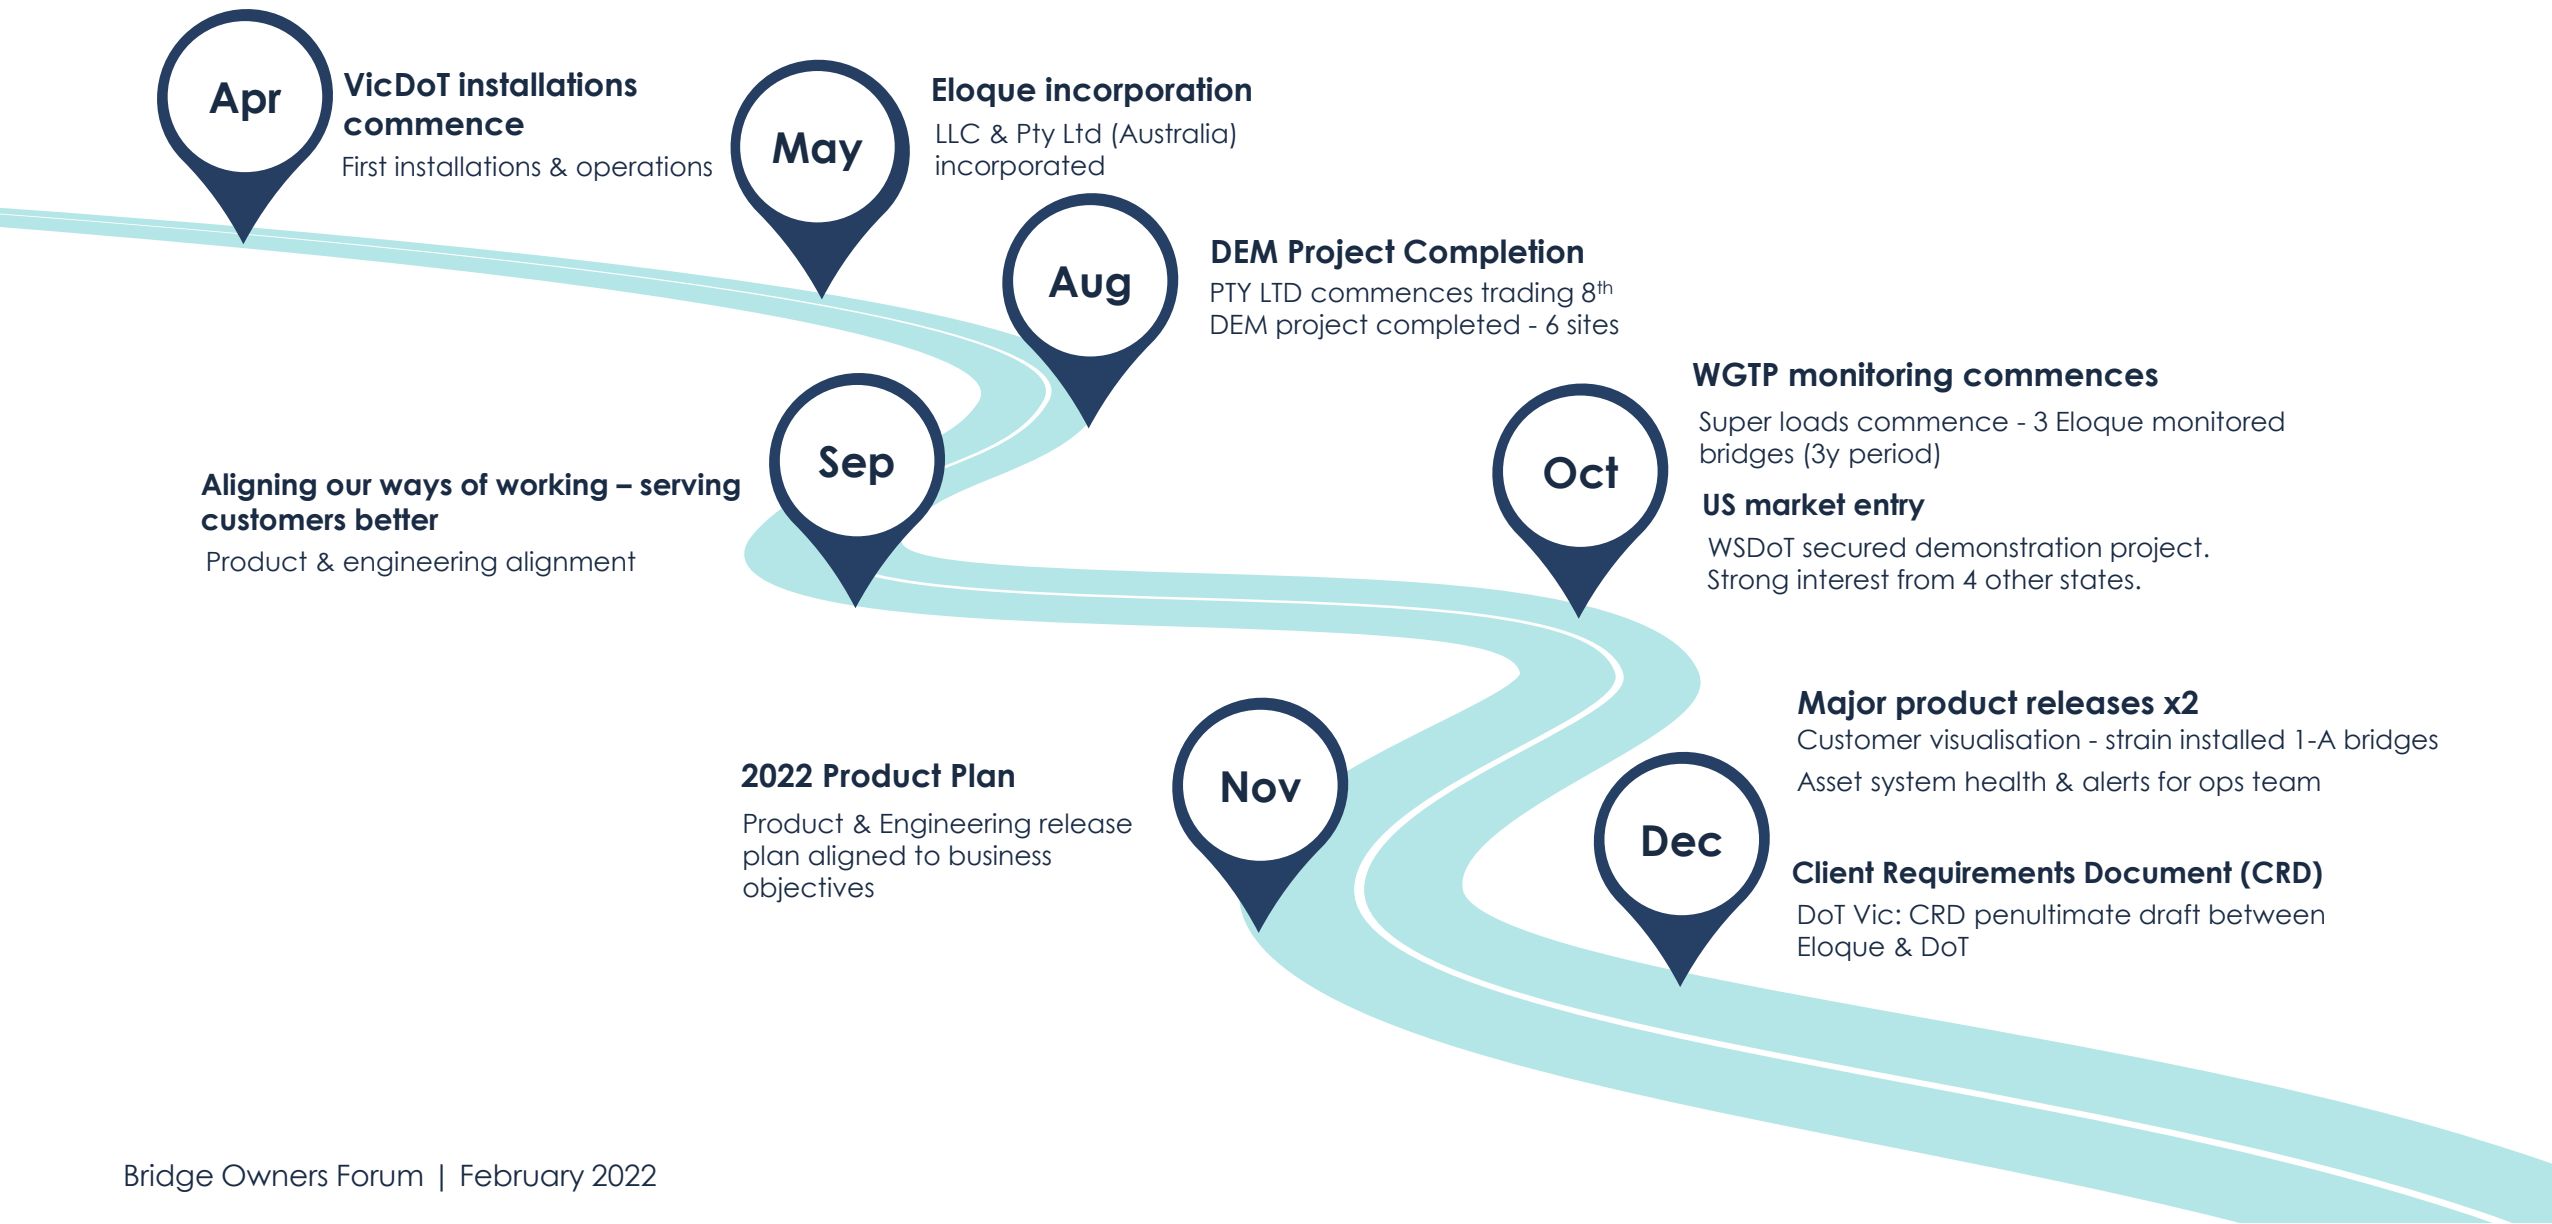 Apr
VicDoT installations
commence
First installations & operations
May
Eloque incorporation
LLC & Pty Ltd (Australia)
incorporated
Aug
DEM Project Completion
PTY LTD commences trading 8th
DEM project completed - 6 sites
Sep
Aligning our ways of working – serving
customers better
Product & engineering alignment
Oct
WGTP monitoring commences
Super loads commence - 3 Eloque monitored
bridges (3y period)
US market entry
WSDoT secured demonstration project.
Strong interest from 4 other states.
Nov
2022 Product Plan
Product & Engineering release
plan aligned to business
objectives
Dec
Major product releases x2
Customer visualisation - strain installed 1-A bridges
Asset system health & alerts for ops team
Client Requirements Document (CRD)
DoT Vic: CRD penultimate draft between
Eloque & DoT
Bridge Owners Forum | February 2022